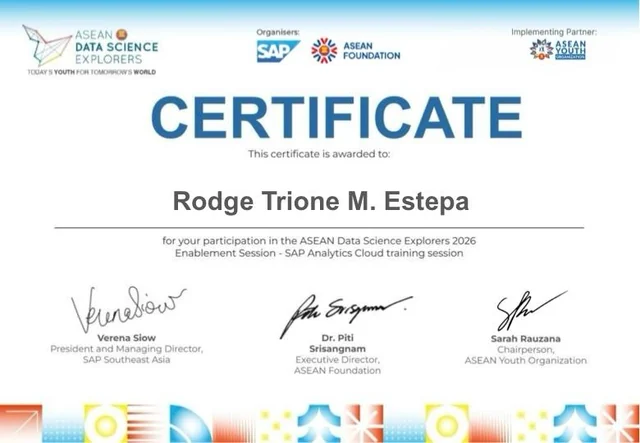 ASEAN
DATA SCIENCE
EXPLORERS
TODAY'S YOUTH FOR TOMORROW'S WORLD
Organisers:
SAP
ASEAN
FOUNDATION
Implementing Partner:
ASEAN
YOUTH
ORGANIZATION
CERTIFICATE
This certificate is awarded to:
Rodge Trione M. Estepa
for your participation in the ASEAN Data Science Explorers 2026
Enablement Session - SAP Analytics Cloud training session
Verena Siow
Verena Siow
President and Managing Director,
SAP Southeast Asia
Dr. Piti
Srisangnam
Executive Director,
ASEAN Foundation
Sarah Rauzana
Chairperson,
ASEAN Youth Organization